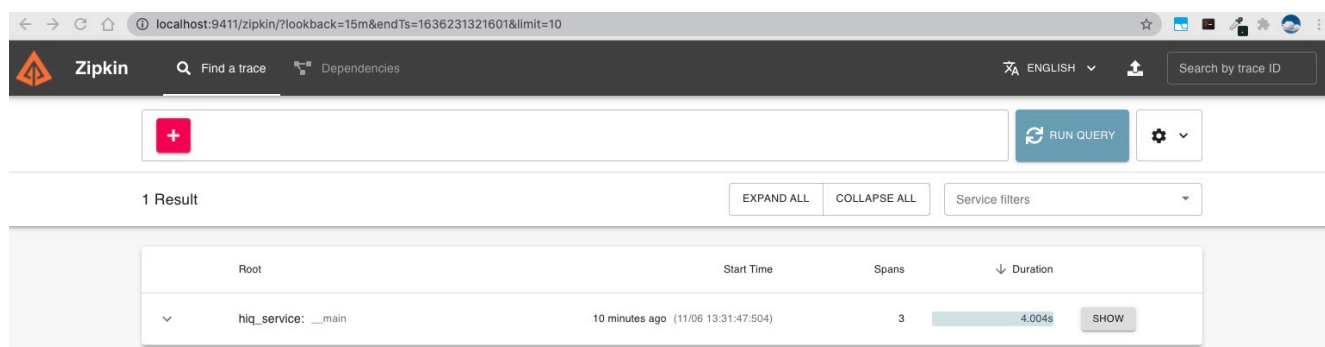 localhost:9411/zipkin/?lookback=15m&endTs=1636231321601&limit=10
Zipkin Find a trace Dependencies ENGLISH Search by trace ID
RUN QUERY
1 Result EXPAND ALL COLLAPSE ALL Service filters
Root Start Time Spans Duration
hiq_service: __main 10 minutes ago (11/06 13:31:47:504) 3 4.004s SHOW